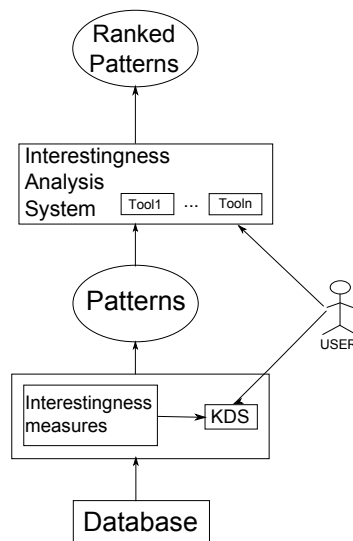 Ranked
Patterns
Interestingness
Analysis
System
Tool1 ... Tooln
Patterns
USER
Interestingness
measures
KDS
Database